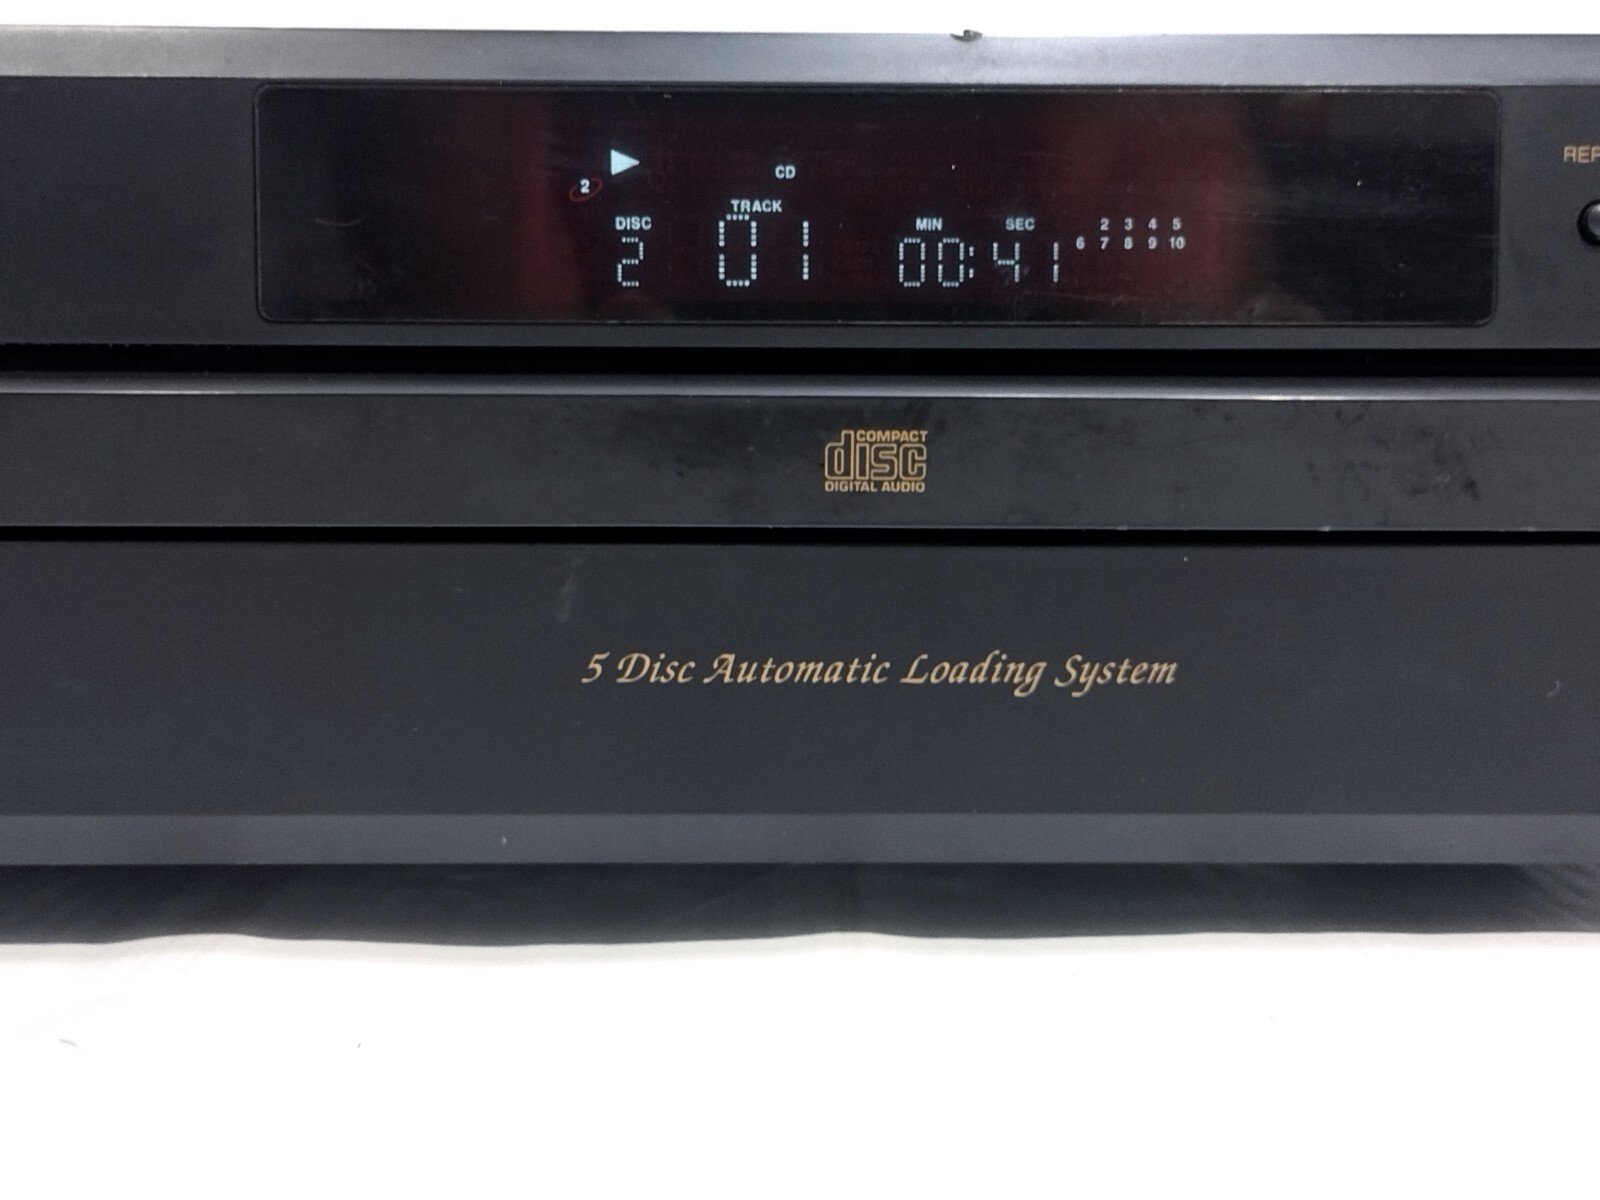 REP
CD
2
TRACK
DISC MIN SEC 2 3 4 5
6 7 8 9 10
2 01 00:41
COMPACT
disc
DIGITAL AUDIO
5 Disc Automatic Loading System